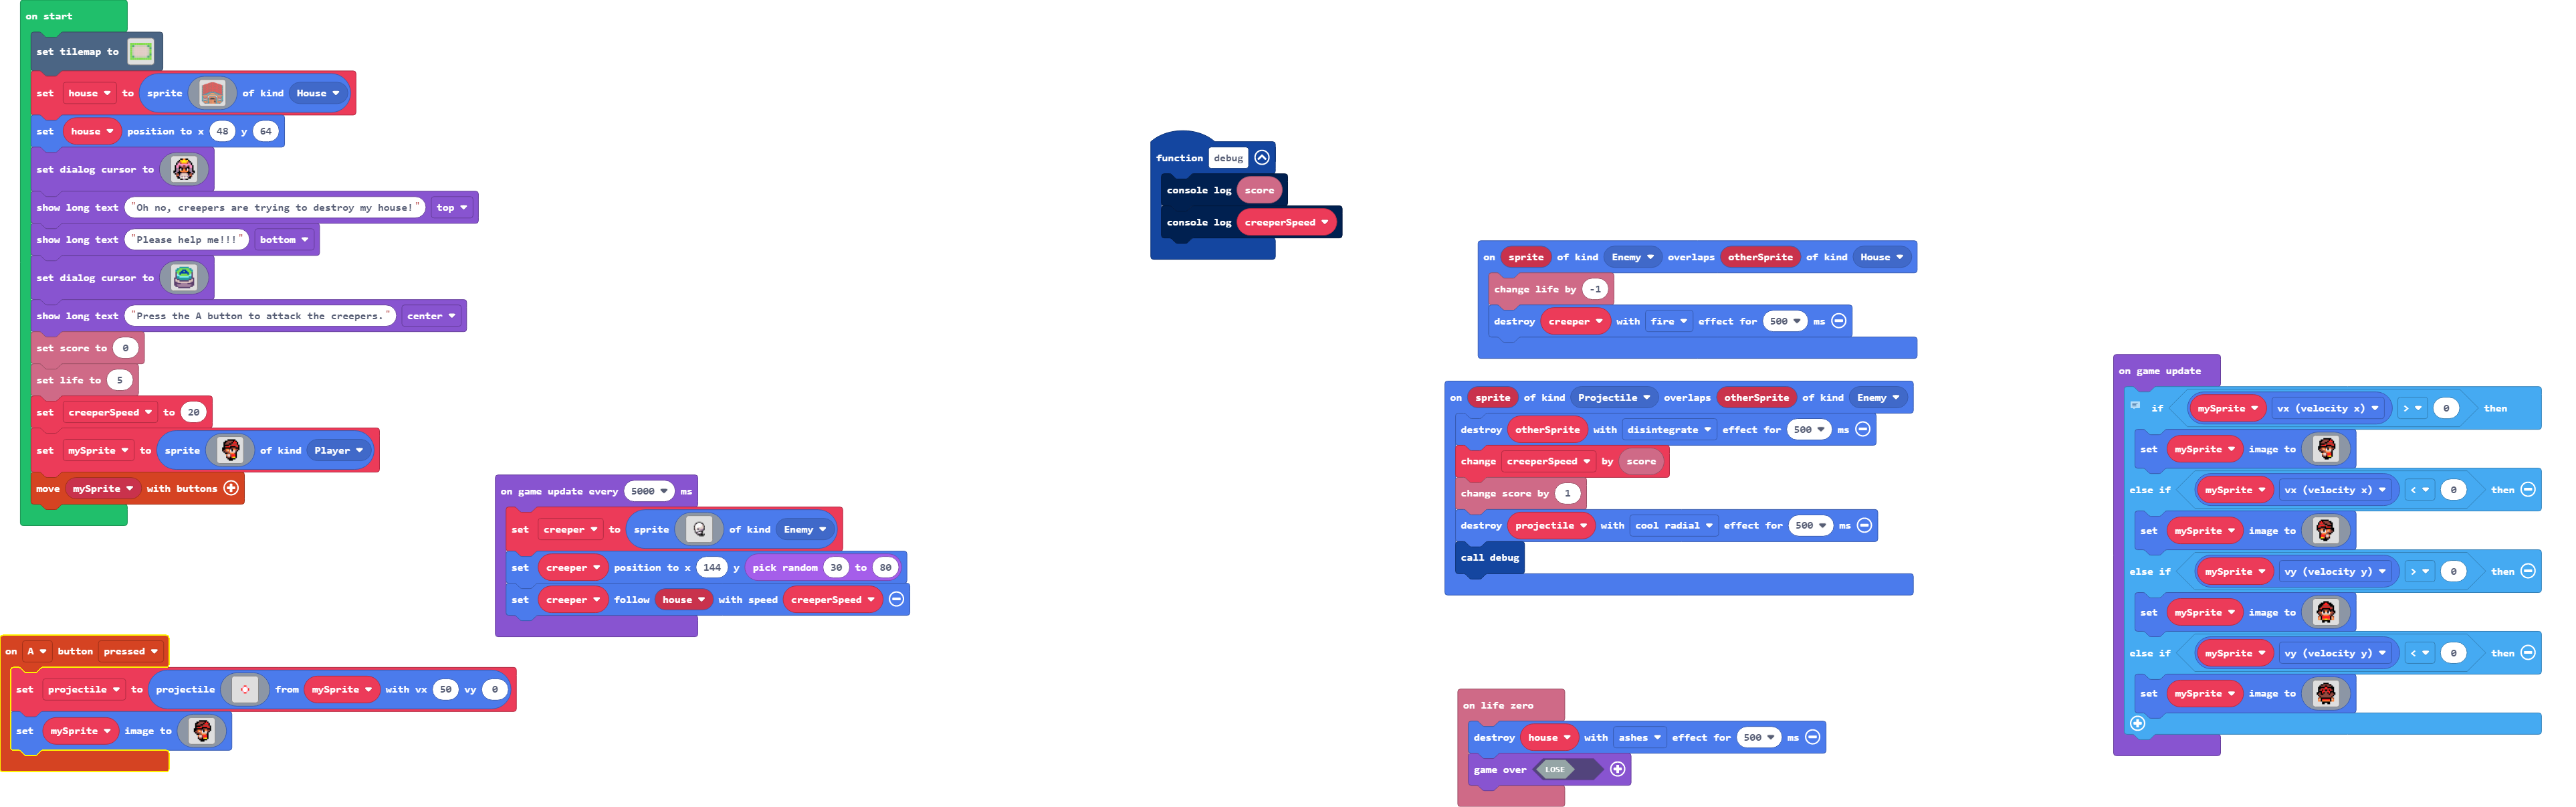 on start
set tilemap to
set house to sprite of kind House
set house position to x 48 y 64
set dialog cursor to
show long text "Oh no, creepers are trying to destroy my house!" top
show long text "Please help me!!!" bottom
set dialog cursor to
show long text "Press the A button to attack the creepers." center
set score to 0
set life to 5
set creeperSpeed to 20
set mySprite to sprite of kind Player
move mySprite with buttons
on A button pressed
set projectile to projectile from mySprite with vx 50 vy 0
set mySprite image to
on game update every 5000 ms
set creeper to sprite of kind Enemy
set creeper position to x 144 y pick random 30 to 80
set creeper follow house with speed creeperSpeed
function debug
console log score
console log creeperSpeed
on sprite of kind Enemy overlaps otherSprite of kind House
change life by -1
destroy creeper with fire effect for 500 ms
on sprite of kind Projectile overlaps otherSprite of kind Enemy
destroy otherSprite with disintegrate effect for 500 ms
change creeperSpeed by score
change score by 1
destroy projectile with cool radial effect for 500 ms
call debug
on life zero
destroy house with ashes effect for 500 ms
game over LOSE
on game update
if mySprite vx (velocity x) > 0 then
set mySprite image to
else if mySprite vx (velocity x) < 0 then
set mySprite image to
else if mySprite vy (velocity y) > 0 then
set mySprite image to
else if mySprite vy (velocity y) < 0 then
set mySprite image to